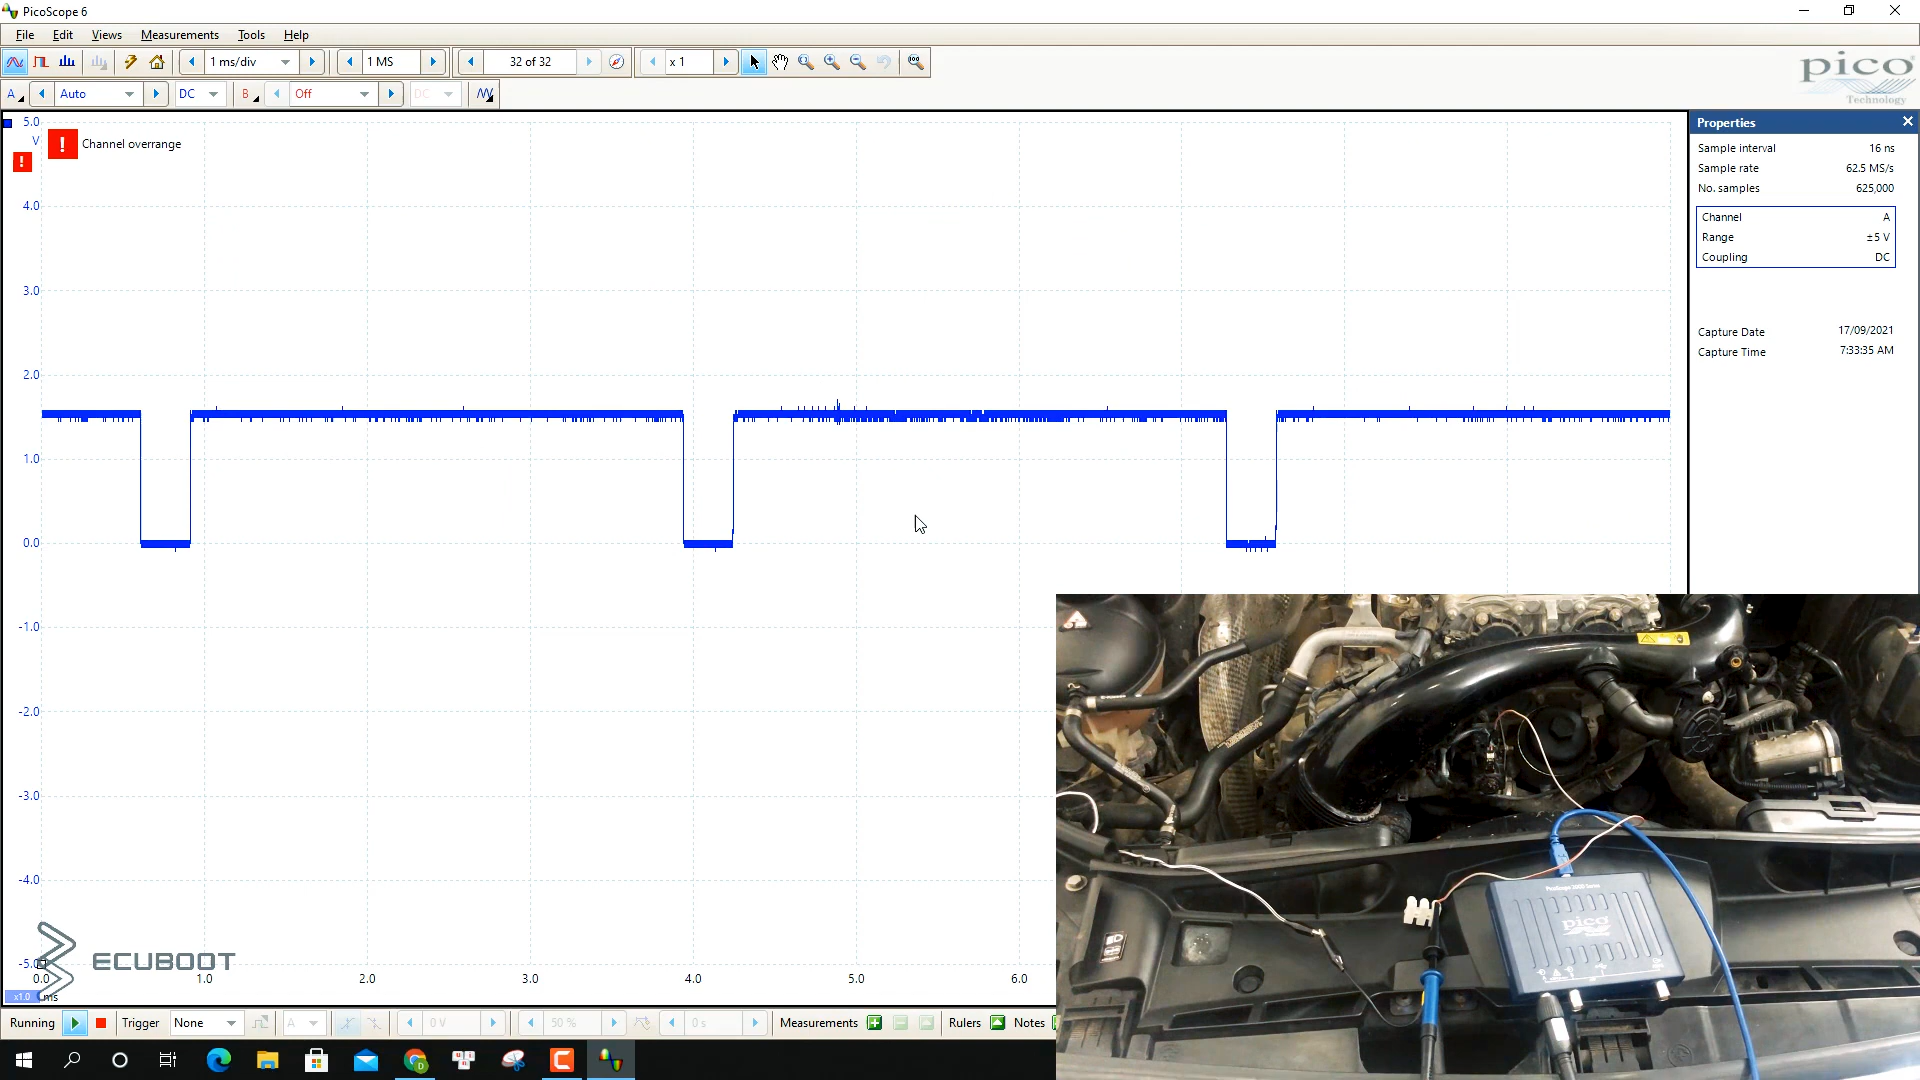 PicoScope 6
File Edit Views Measurements Tools Help
1 ms/div 1 MS 32 of 32 x 1
A Auto DC B Off DC
pico
Technology
5.0
V
! Channel overrange
!
4.0
3.0
2.0
1.0
0.0
-1.0
-2.0
-3.0
-4.0
-5.0
0.0 1.0 2.0 3.0 4.0 5.0 6.0
x1.0 ms
ECUBOOT
Properties
Sample interval 16 ns
Sample rate 62.5 MS/s
No. samples 625,000
Channel A
Range ±5 V
Coupling DC
Capture Date 17/09/2021
Capture Time 7:33:35 AM
pico
Running Trigger None A 0 V 50 % 0 s Measurements Rulers Notes